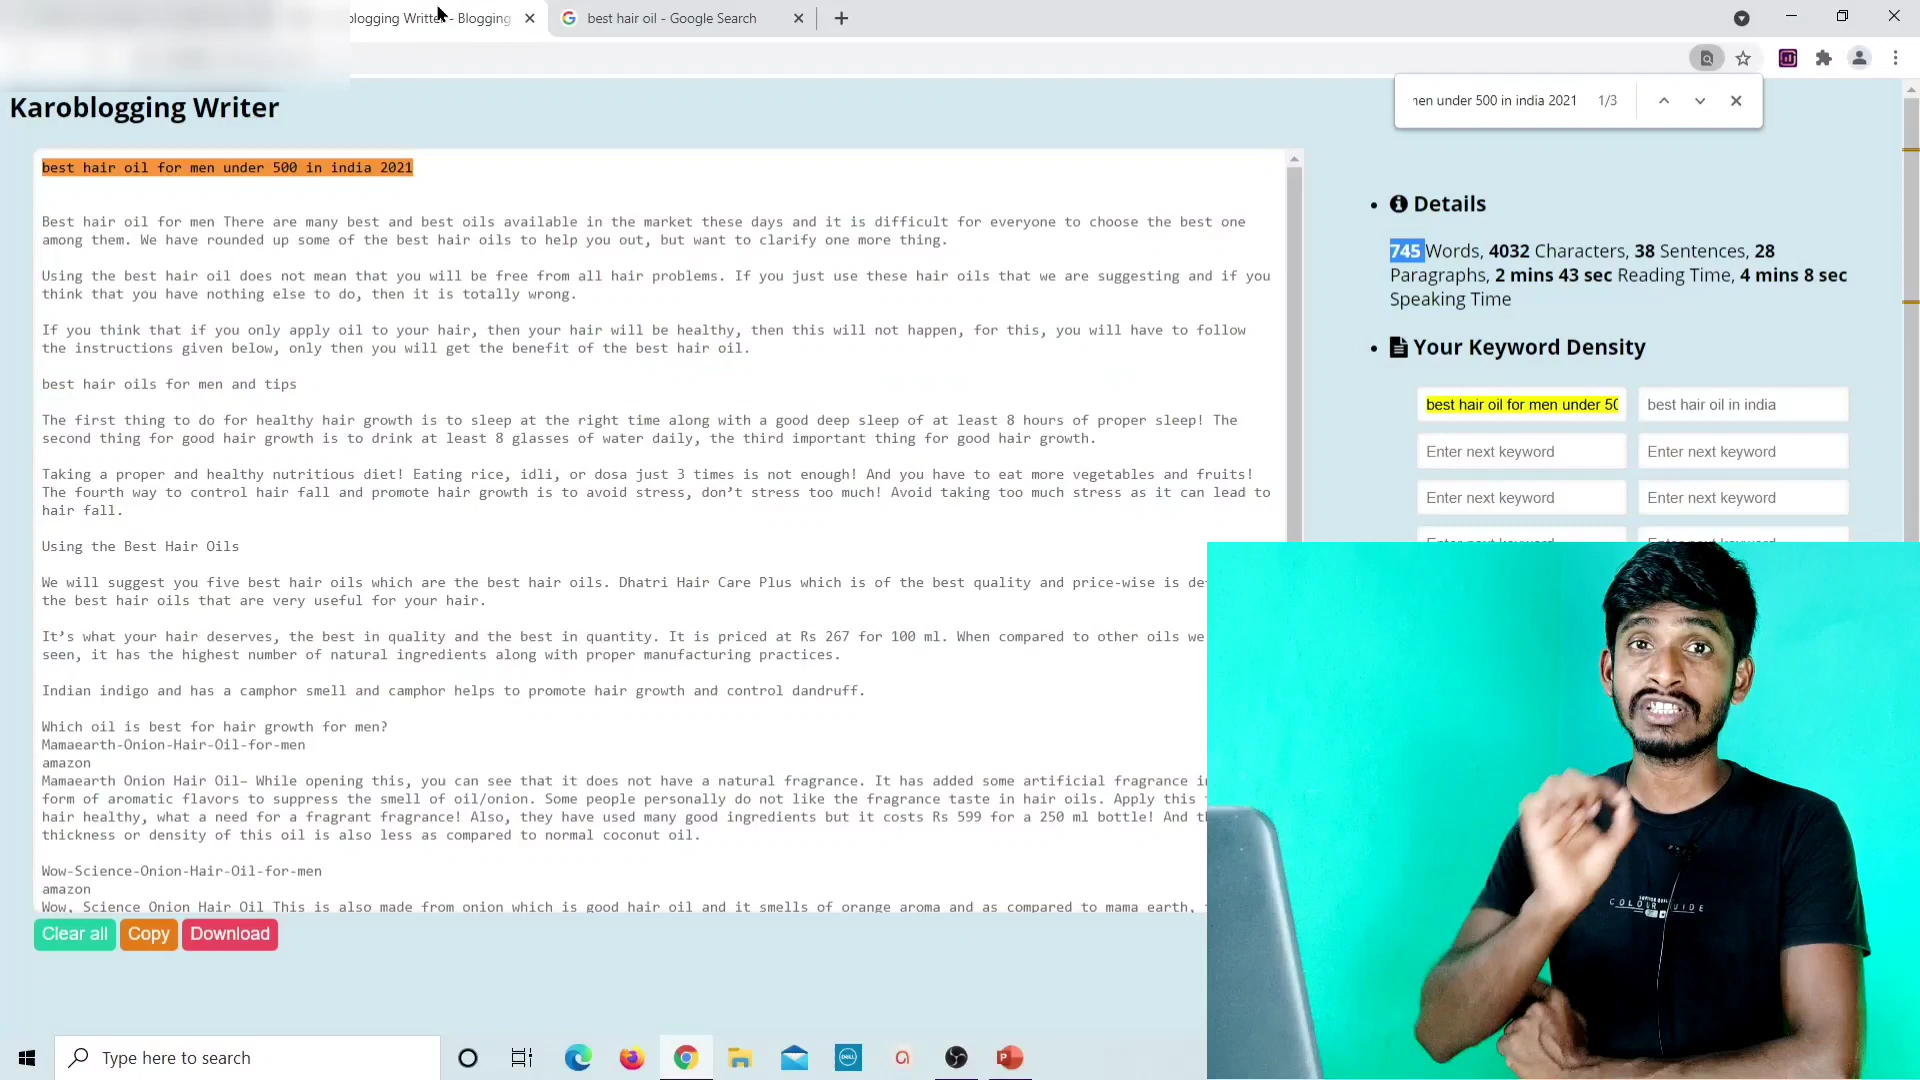 blogging Writter - Blogging
best hair oil - Google Search
men under 500 in india 2021 1/3
Karoblogging Writer
best hair oil for men under 500 in india 2021
Best hair oil for men There are many best and best oils available in the market these days and it is difficult for everyone to choose the best one
among them. We have rounded up some of the best hair oils to help you out, but want to clarify one more thing.
Using the best hair oil does not mean that you will be free from all hair problems. If you just use these hair oils that we are suggesting and if you
think that you have nothing else to do, then it is totally wrong.
If you think that if you only apply oil to your hair, then your hair will be healthy, then this will not happen, for this, you will have to follow
the instructions given below, only then you will get the benefit of the best hair oil.
best hair oils for men and tips
The first thing to do for healthy hair growth is to sleep at the right time along with a good deep sleep of at least 8 hours of proper sleep! The
second thing for good hair growth is to drink at least 8 glasses of water daily, the third important thing for good hair growth.
Taking a proper and healthy nutritious diet! Eating rice, idli, or dosa just 3 times is not enough! And you have to eat more vegetables and fruits!
The fourth way to control hair fall and promote hair growth is to avoid stress, don’t stress too much! Avoid taking too much stress as it can lead to
hair fall.
Using the Best Hair Oils
We will suggest you five best hair oils which are the best hair oils. Dhatri Hair Care Plus which is of the best quality and price-wise is de
the best hair oils that are very useful for your hair.
It’s what your hair deserves, the best in quality and the best in quantity. It is priced at Rs 267 for 100 ml. When compared to other oils we
seen, it has the highest number of natural ingredients along with proper manufacturing practices.
Indian indigo and has a camphor smell and camphor helps to promote hair growth and control dandruff.
Which oil is best for hair growth for men?
Mamaearth-Onion-Hair-Oil-for-men
amazon
Mamaearth Onion Hair Oil– While opening this, you can see that it does not have a natural fragrance. It has added some artificial fragrance i
form of aromatic flavors to suppress the smell of oil/onion. Some people personally do not like the fragrance taste in hair oils. Apply this
hair healthy, what a need for a fragrant fragrance! Also, they have used many good ingredients but it costs Rs 599 for a 250 ml bottle! And th
thickness or density of this oil is also less as compared to normal coconut oil.
Wow-Science-Onion-Hair-Oil-for-men
amazon
Wow, Science Onion Hair Oil This is also made from onion which is good hair oil and it smells of orange aroma and as compared to mama earth,
Clear all Copy Download
Details
745 Words, 4032 Characters, 38 Sentences, 28
Paragraphs, 2 mins 43 sec Reading Time, 4 mins 8 sec
Speaking Time
Your Keyword Density
best hair oil for men under 50 best hair oil in india
Enter next keyword Enter next keyword
Enter next keyword Enter next keyword
Enter next keyword Enter next keyword
COLOUR GUIDE
Type here to search
DELL